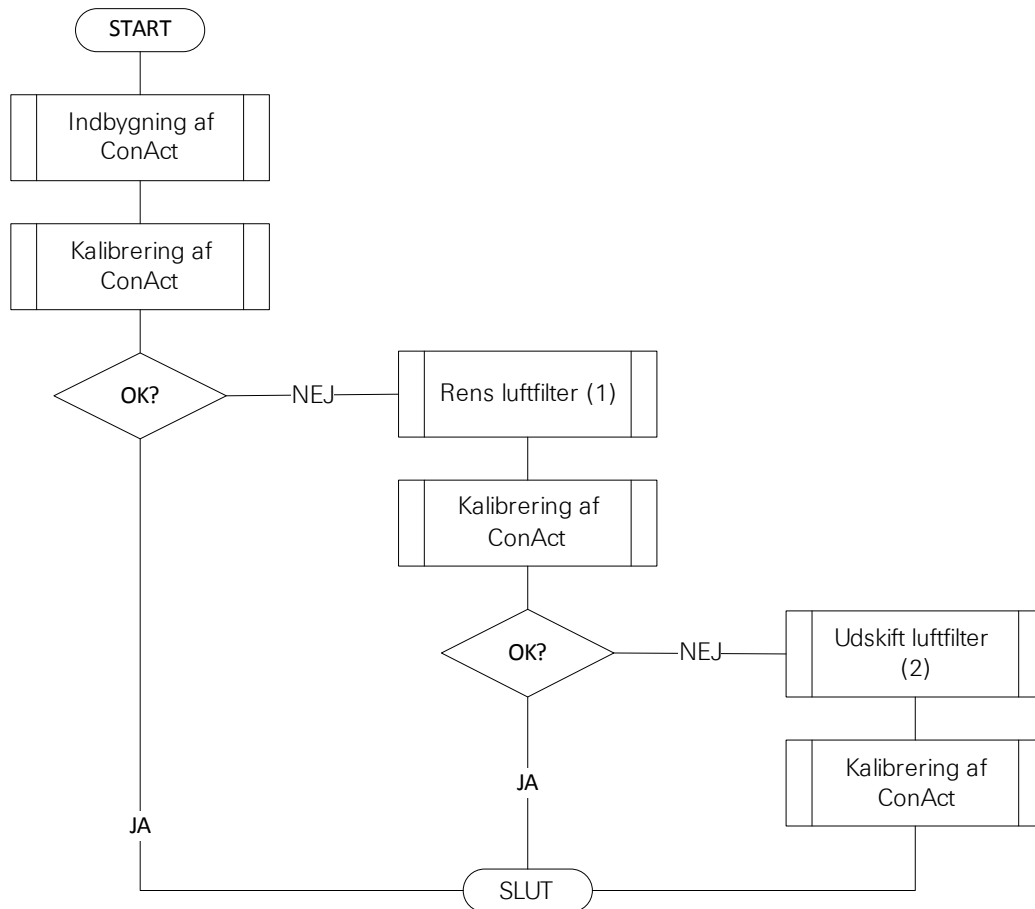 START
Indbygning af
ConAct
Kalibrering af
ConAct
OK?
NEJ
Rens luftfilter (1)
Kalibrering af
ConAct
OK?
NEJ
Udskift luftfilter
(2)
Kalibrering af
ConAct
JA
JA
SLUT